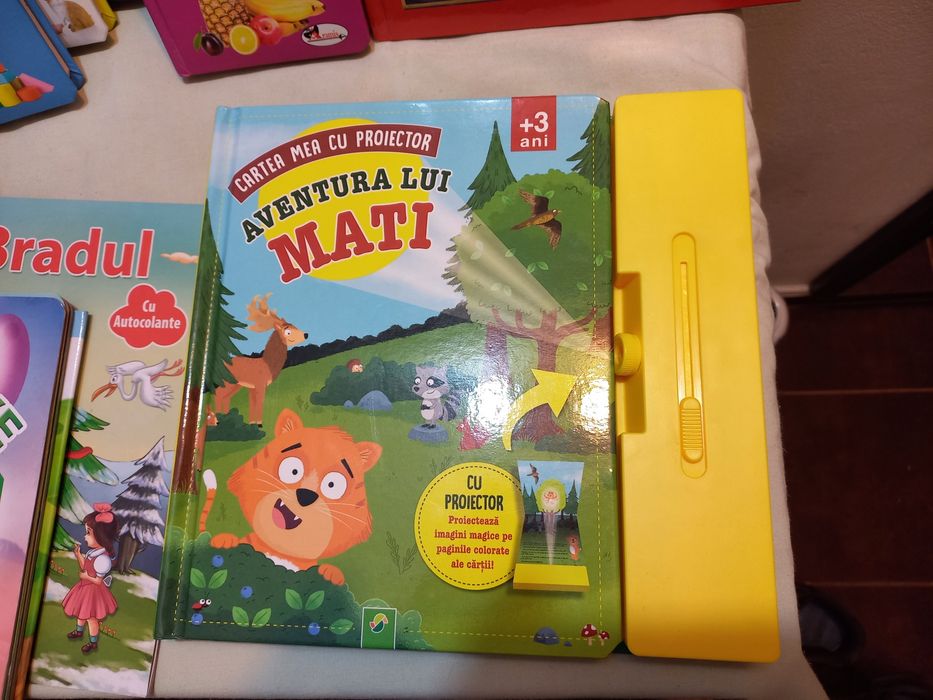 Aramis
+3
ani
CARTEA MEA CU PROIECTOR
AVENTURA LUI
MATI
CU
PROIECTOR
Proiectează
imagini magice pe
paginile colorate
ale cărții!
Bradul
Cu
Autocolante